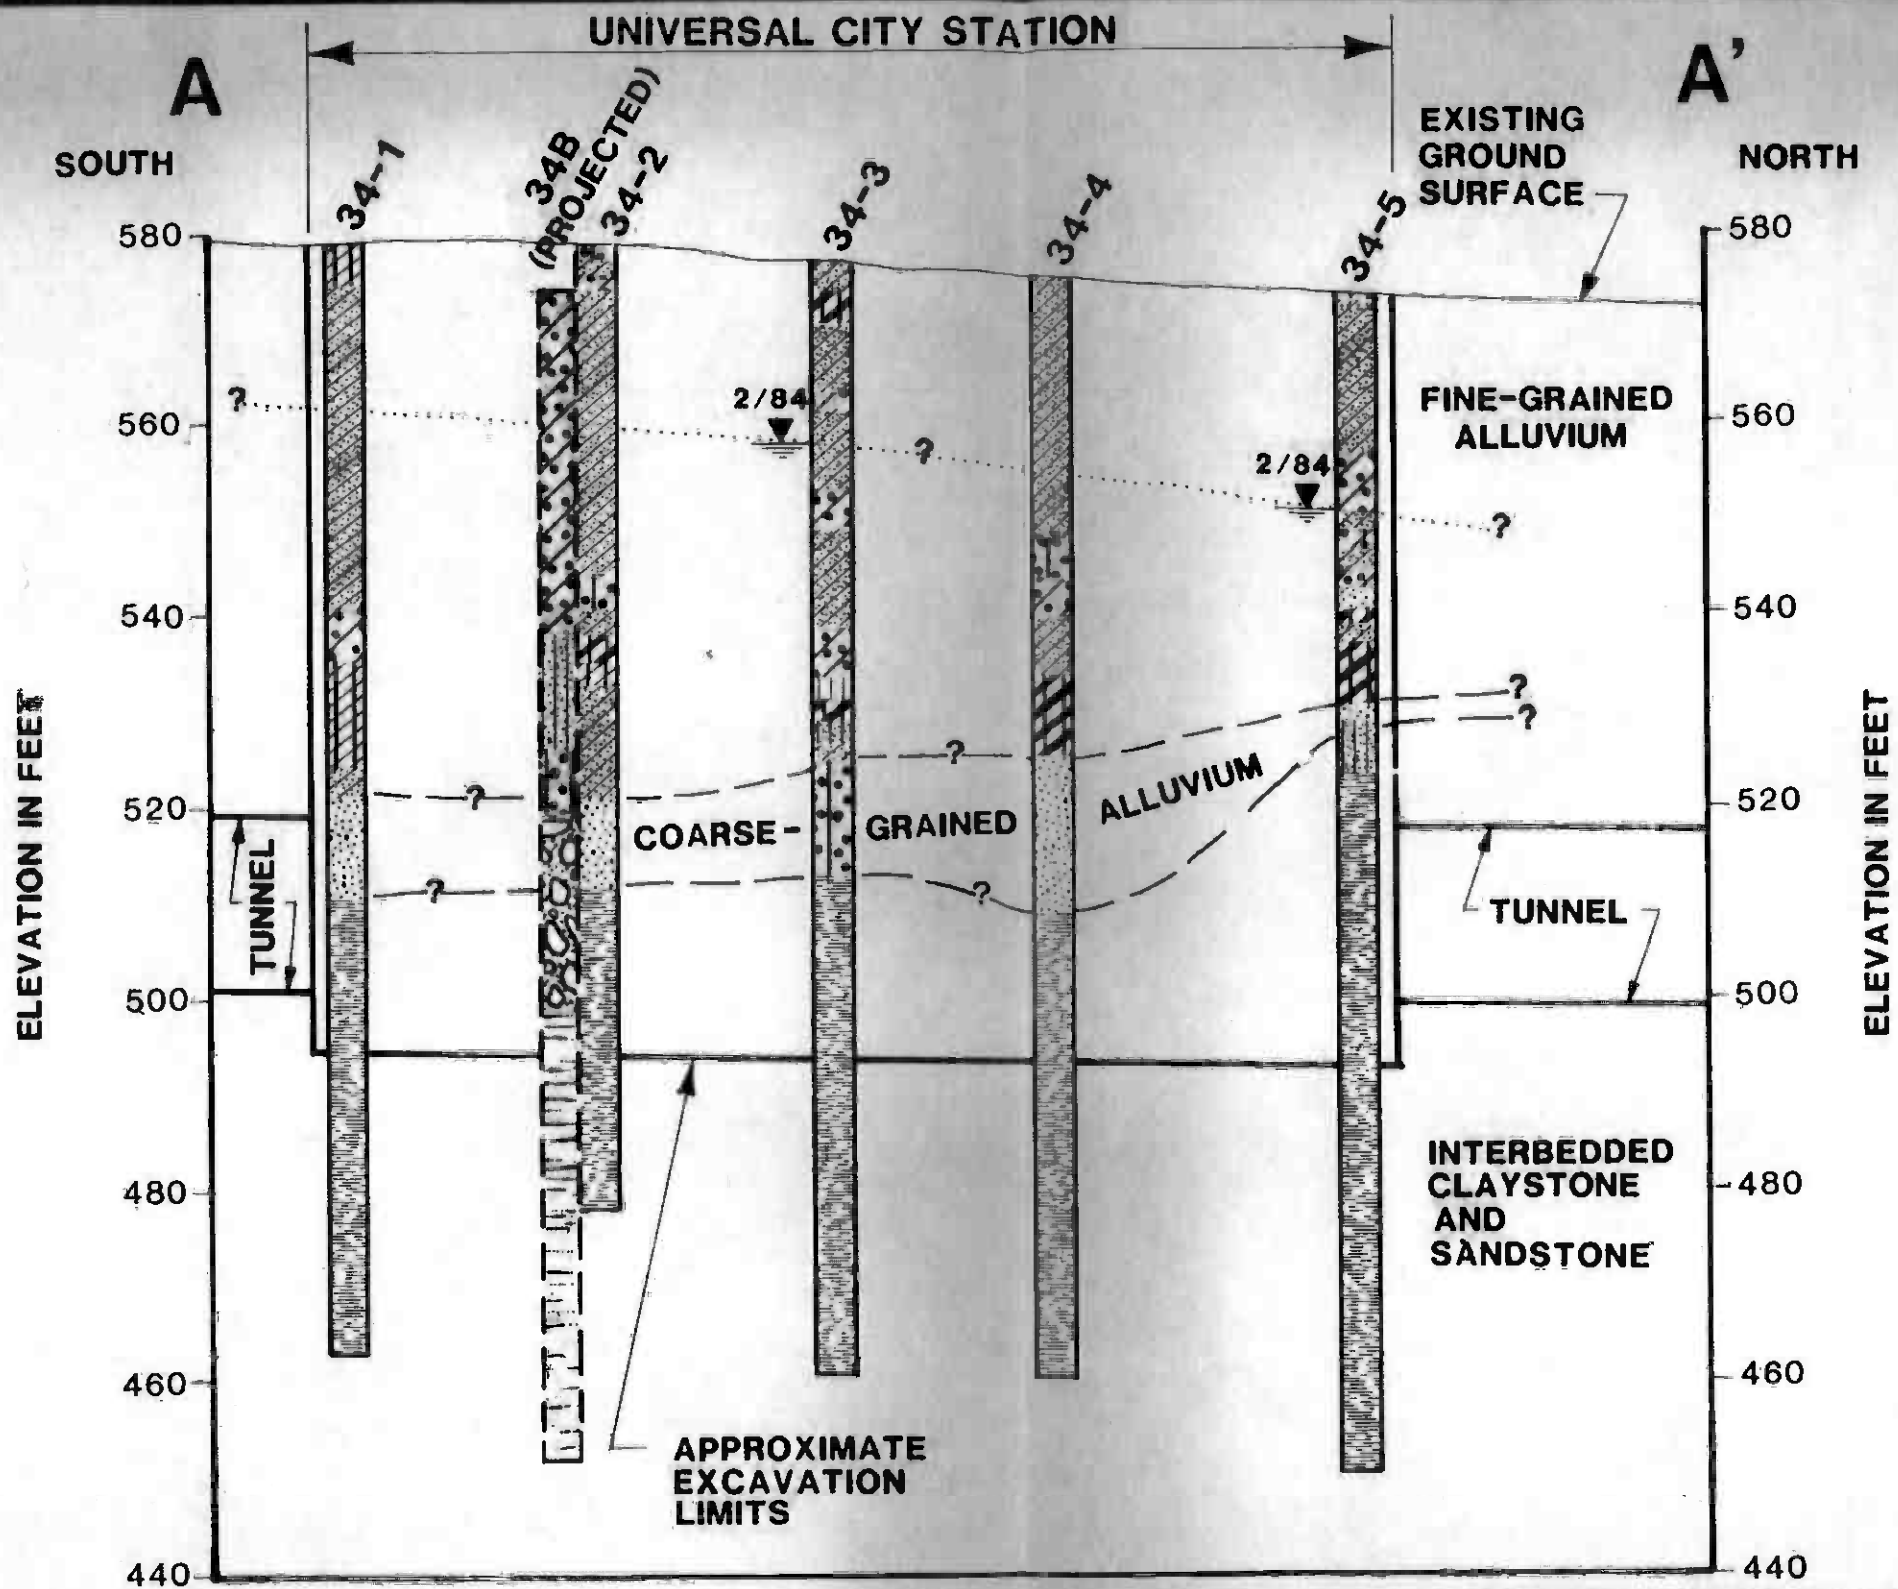 UNIVERSAL CITY STATION
A
A'
SOUTH
NORTH
34-1
34B
(PROJECTED)
34-2
34-3
34-4
34-5
EXISTING
GROUND
SURFACE
580
560
540
520
500
480
460
440
580
560
540
520
500
480
460
440
ELEVATION IN FEET
ELEVATION IN FEET
?
2/84
?
2/84
?
FINE-GRAINED
ALLUVIUM
?
?
?
?
COARSE-
GRAINED
ALLUVIUM
?
?
TUNNEL
TUNNEL
INTERBEDDED
CLAYSTONE
AND
SANDSTONE
APPROXIMATE
EXCAVATION
LIMITS